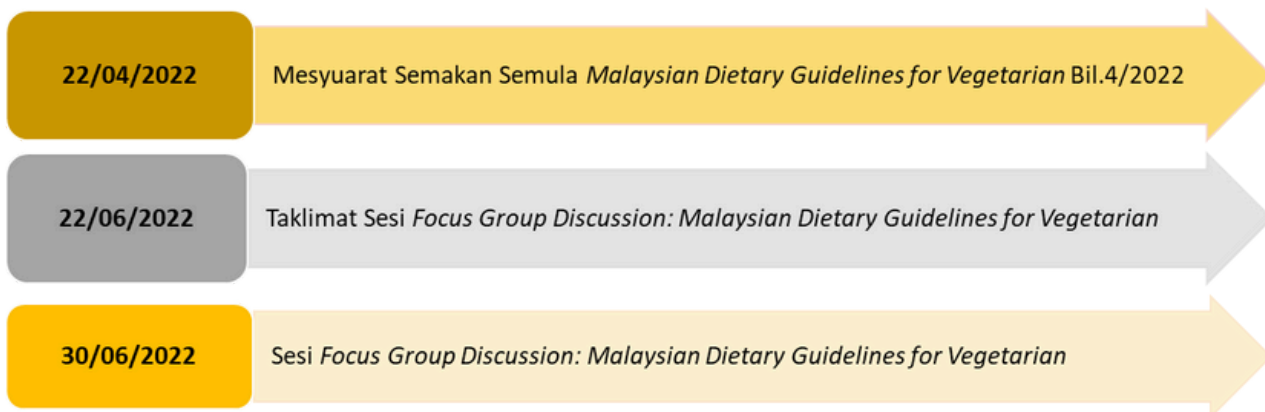 22/04/2022
Mesyuarat Semakan Semula Malaysian Dietary Guidelines for Vegetarian Bil.4/2022
22/06/2022
Taklimat Sesi Focus Group Discussion: Malaysian Dietary Guidelines for Vegetarian
30/06/2022
Sesi Focus Group Discussion: Malaysian Dietary Guidelines for Vegetarian